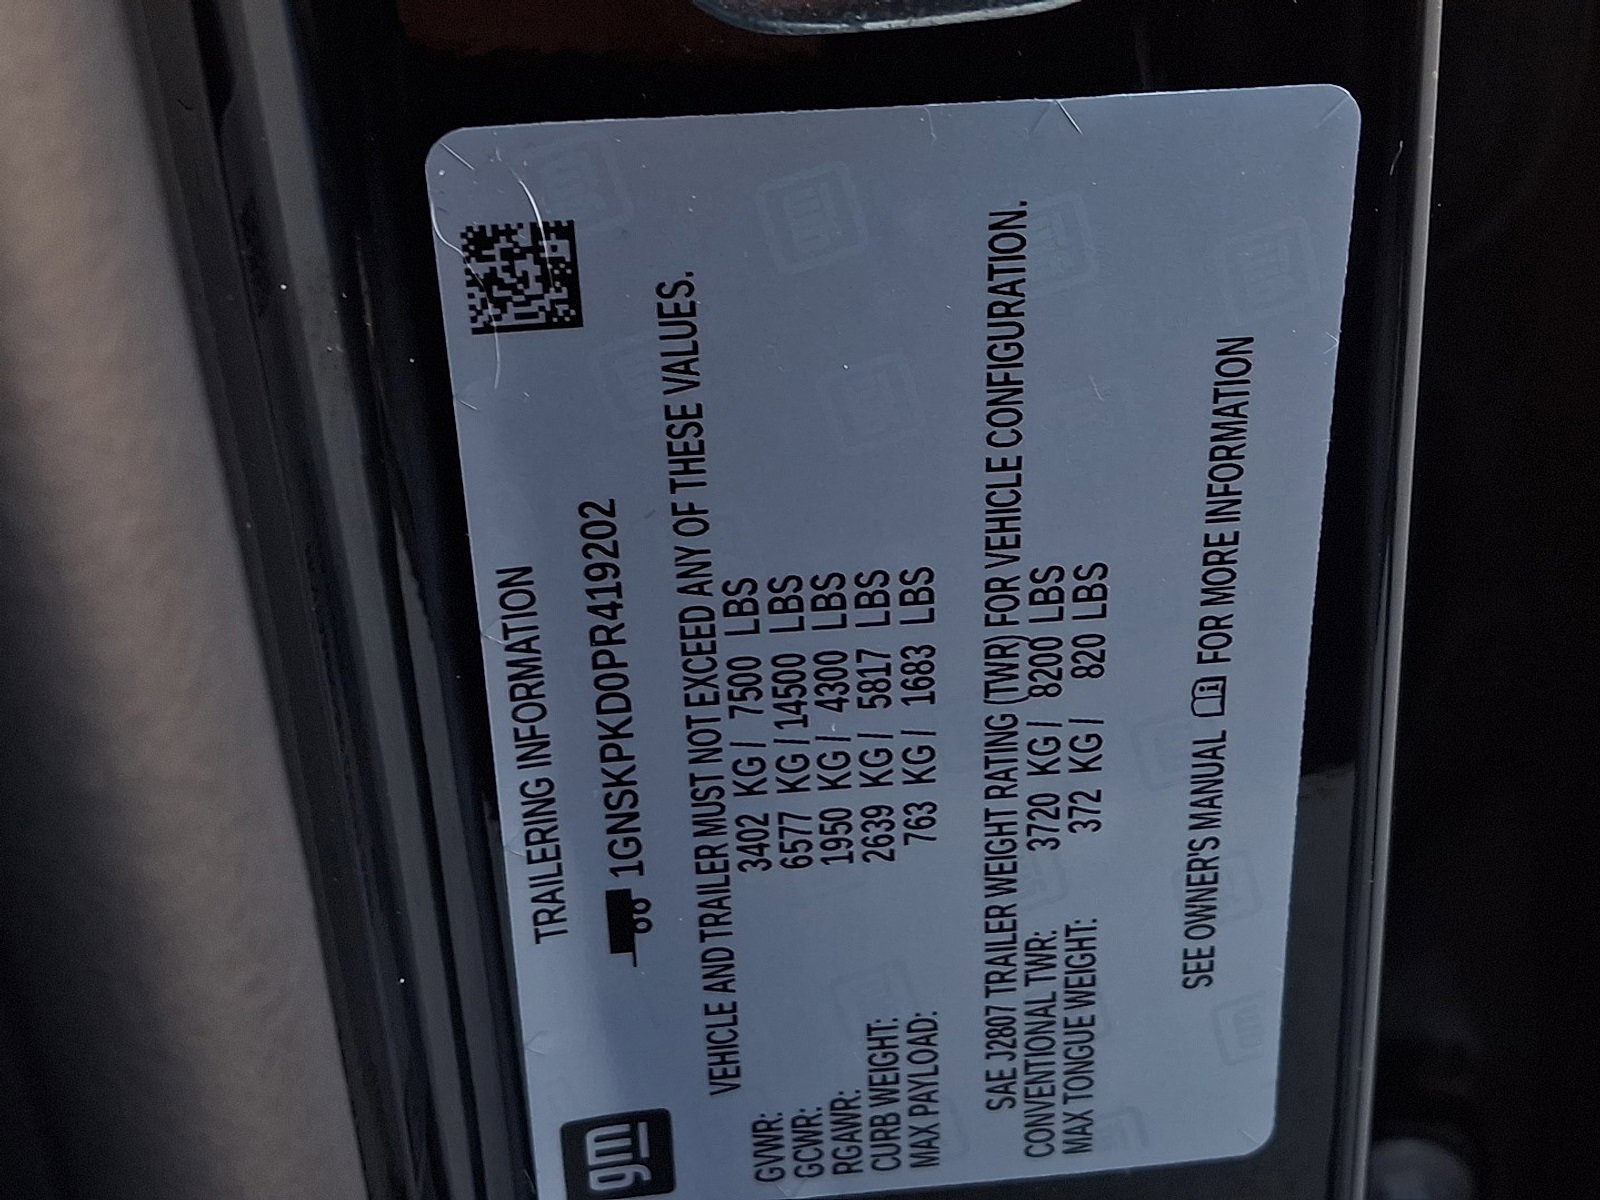 gm
TRAILERING INFORMATION
1GNSKPKD0PR419202
VEHICLE AND TRAILER MUST NOT EXCEED ANY OF THESE VALUES.
GVWR: 3402 KG / 7500 LBS
GCWR: 6577 KG / 14500 LBS
RGAWR: 1950 KG / 4300 LBS
CURB WEIGHT: 2639 KG / 5817 LBS
MAX PAYLOAD: 763 KG / 1683 LBS
SAE J2807 TRAILER WEIGHT RATING (TWR) FOR VEHICLE CONFIGURATION.
CONVENTIONAL TWR: 3720 KG / 8200 LBS
MAX TONGUE WEIGHT: 372 KG / 820 LBS
SEE OWNER'S MANUAL FOR MORE INFORMATION